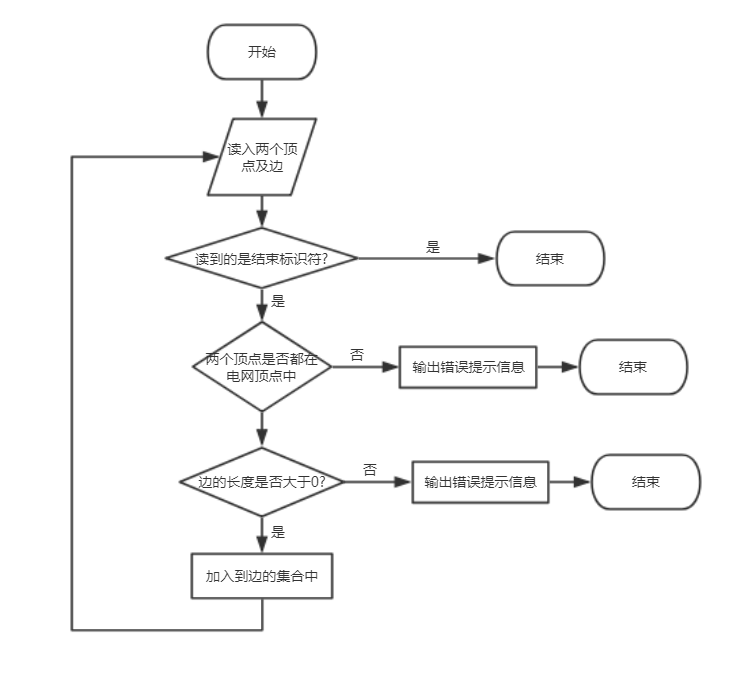 开始
读入两个顶
点及边
读到的是结束标识符?
是
结束
是
两个顶点是否都在
电网顶点中
否
输出错误提示信息
结束
边的长度是否大于0?
否
输出错误提示信息
结束
是
加入到边的集合中